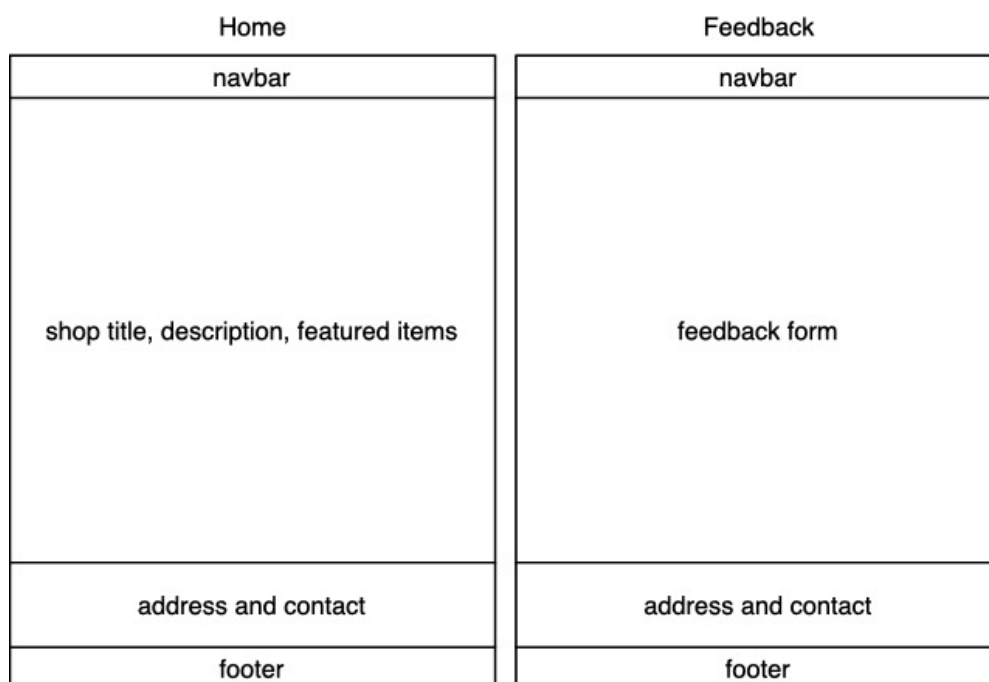 Home
navbar
shop title, description, featured items
address and contact
footer
Feedback
navbar
feedback form
address and contact
footer